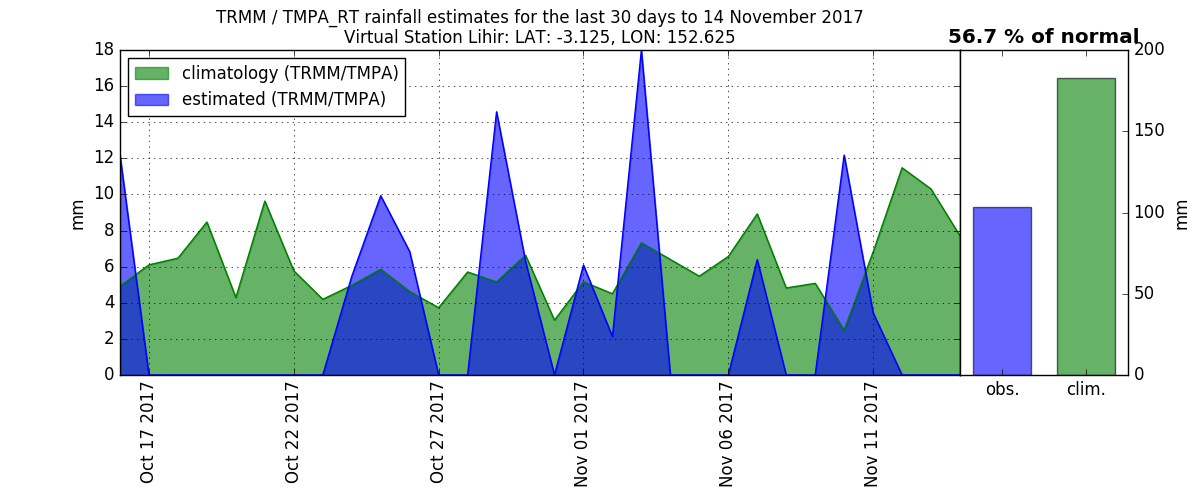 TRMM / TMPA_RT rainfall estimates for the last 30 days to 14 November 2017
Virtual Station Lihir: LAT: -3.125, LON: 152.625
56.7 % of normal
climatology (TRMM/TMPA)
estimated (TRMM/TMPA)
18
16
14
12
10
8
6
4
2
0
mm
Oct 17 2017
Oct 22 2017
Oct 27 2017
Nov 01 2017
Nov 06 2017
Nov 11 2017
200
150
100
50
0
mm
obs.
clim.